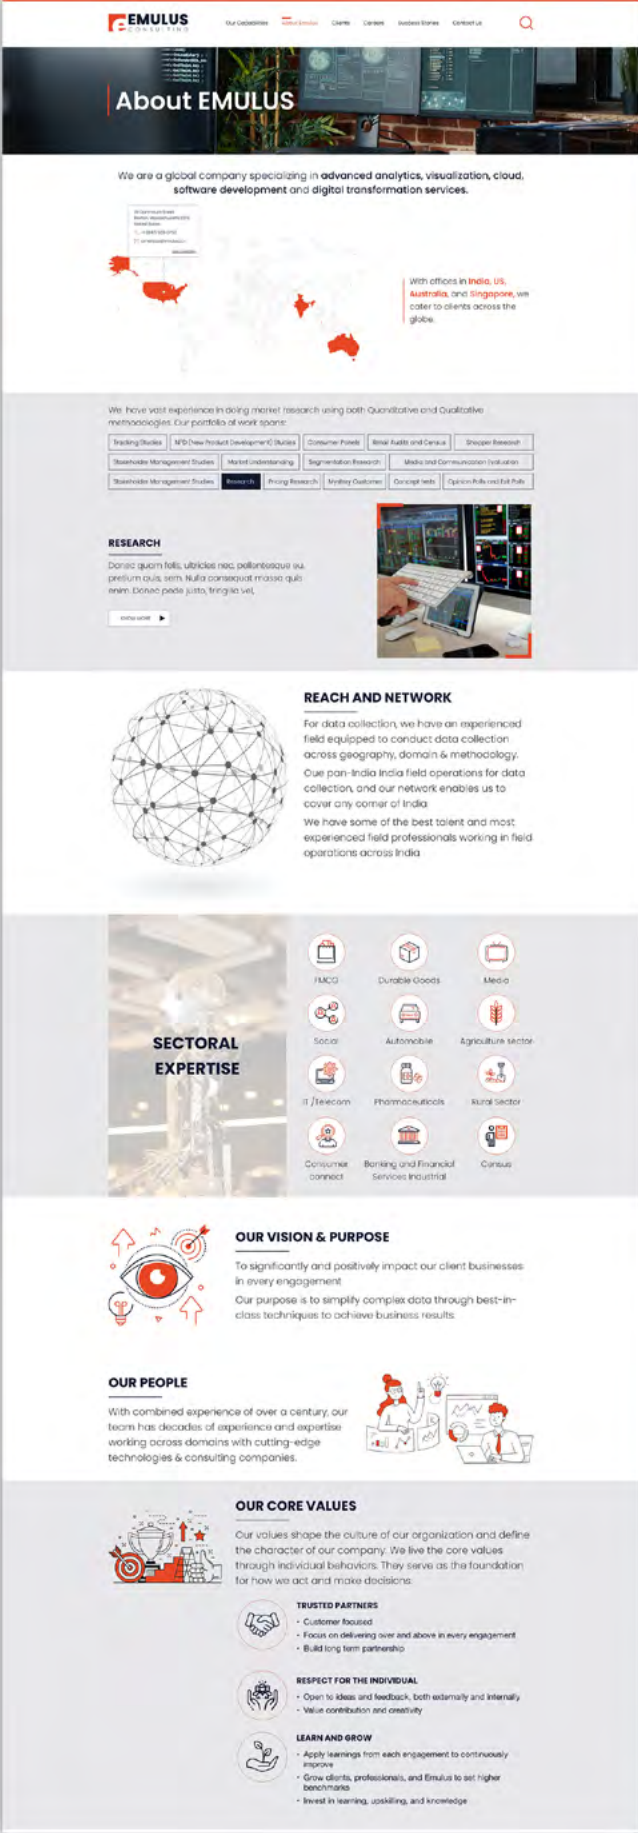 EMULUS
CONSULTING
Our Capabilities
About Emulus
Clients
Careers
Success Stories
Contact Us
About EMULUS
We are a global company specializing in advanced analytics, visualization, cloud,
software development and digital transformation services.
With offices in India, US,
Australia, and Singapore, we
cater to clients across the
globe.
We have vast experience in doing market research using both Quantitative and Qualitative
methodologies. Our portfolio of work spans:
Tracking Studies
NPD (New Product Development) Studies
Consumer Panels
Retail Audits and Census
Shopper Research
Stakeholder Management Studies
Market Understanding
Segmentation Research
Media and Communication Evaluation
Stakeholder Management Studies
Research
Pricing Research
Mystery Customer
Concept tests
Opinion Polls and Exit Polls
RESEARCH
Donec quam felis, ultricies nec, pellentesque eu,
pretium quis, sem. Nulla consequat massa quis
enim. Donec pede justo, fringilla vel,
KNOW MORE
REACH AND NETWORK
For data collection, we have an experienced
field equipped to conduct data collection
across geography, domain & methodology.
Oue pan-India India field operations for data
collection, and our network enables us to
cover any corner of India
We have some of the best talent and most
experienced field professionals working in field
operations across India
SECTORAL
EXPERTISE
FMCG
Durable Goods
Media
Social
Automobile
Agriculture sector
IT /Telecom
Pharmaceuticals
Rural Sector
Consumer
connect
Banking and Financial
Services Industrial
Census
OUR VISION & PURPOSE
To significantly and positively impact our client businesses
in every engagement
Our purpose is to simplify complex data through best-in-
class techniques to achieve business results.
OUR PEOPLE
With combined experience of over a century, our
team has decades of experience and expertise
working across domains with cutting-edge
technologies & consulting companies.
OUR CORE VALUES
Our values shape the culture of our organization and define
the character of our company. We live the core values
through individual behaviors. They serve as the foundation
for how we act and make decisions.
TRUSTED PARTNERS
• Customer focused
• Focus on delivering over and above in every engagement
• Build long term partnership
RESPECT FOR THE INDIVIDUAL
• Open to ideas and feedback, both externally and internally
• Value contribution and creativity
LEARN AND GROW
• Apply learnings from each engagement to continuously
improve
• Grow clients, professionals, and Emulus to set higher
benchmarks
• Invest in learning, upskilling, and knowledge